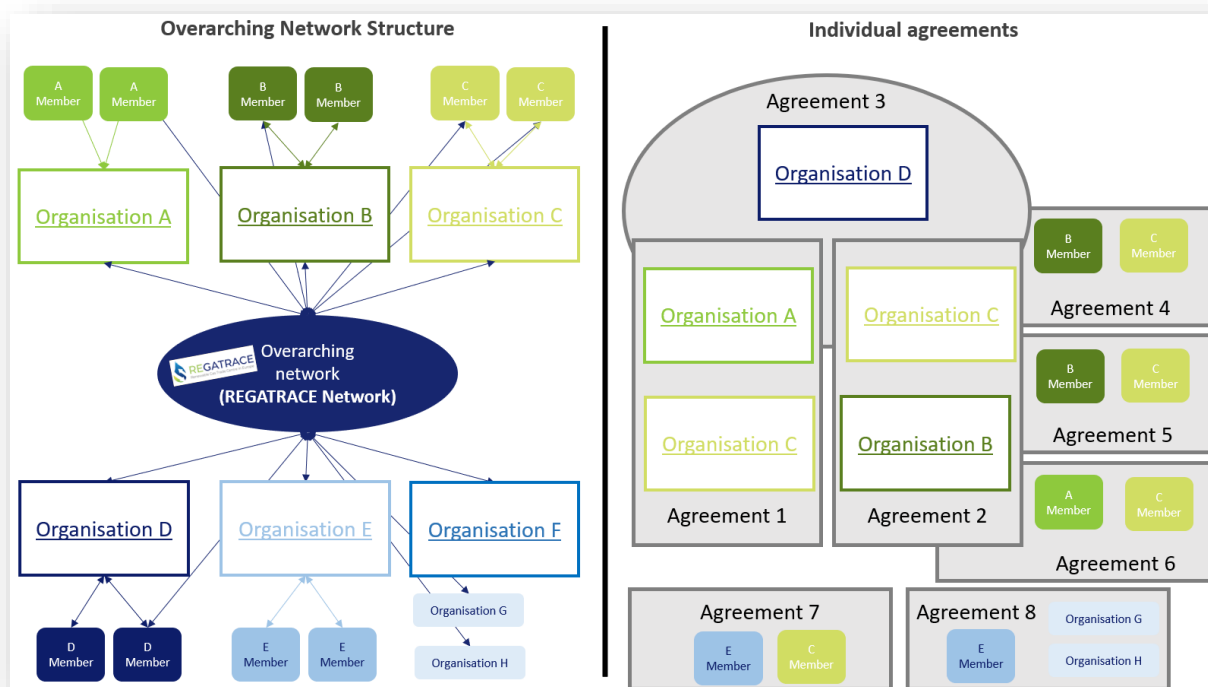 Overarching Network Structure
A
Member
A
Member
B
Member
B
Member
C
Member
C
Member
Organisation A
Organisation B
Organisation C
REGATRACE
Overarching
network
(REGATRACE Network)
Organisation D
Organisation E
Organisation F
Organisation G
Organisation H
D
Member
D
Member
E
Member
E
Member
Individual agreements
Agreement 3
Organisation D
Organisation A
Organisation C
Agreement 1
Organisation C
Organisation B
Agreement 2
B
Member
C
Member
Agreement 4
B
Member
C
Member
Agreement 5
A
Member
C
Member
Agreement 6
Agreement 7
E
Member
C
Member
Agreement 8
E
Member
Organisation G
Organisation H